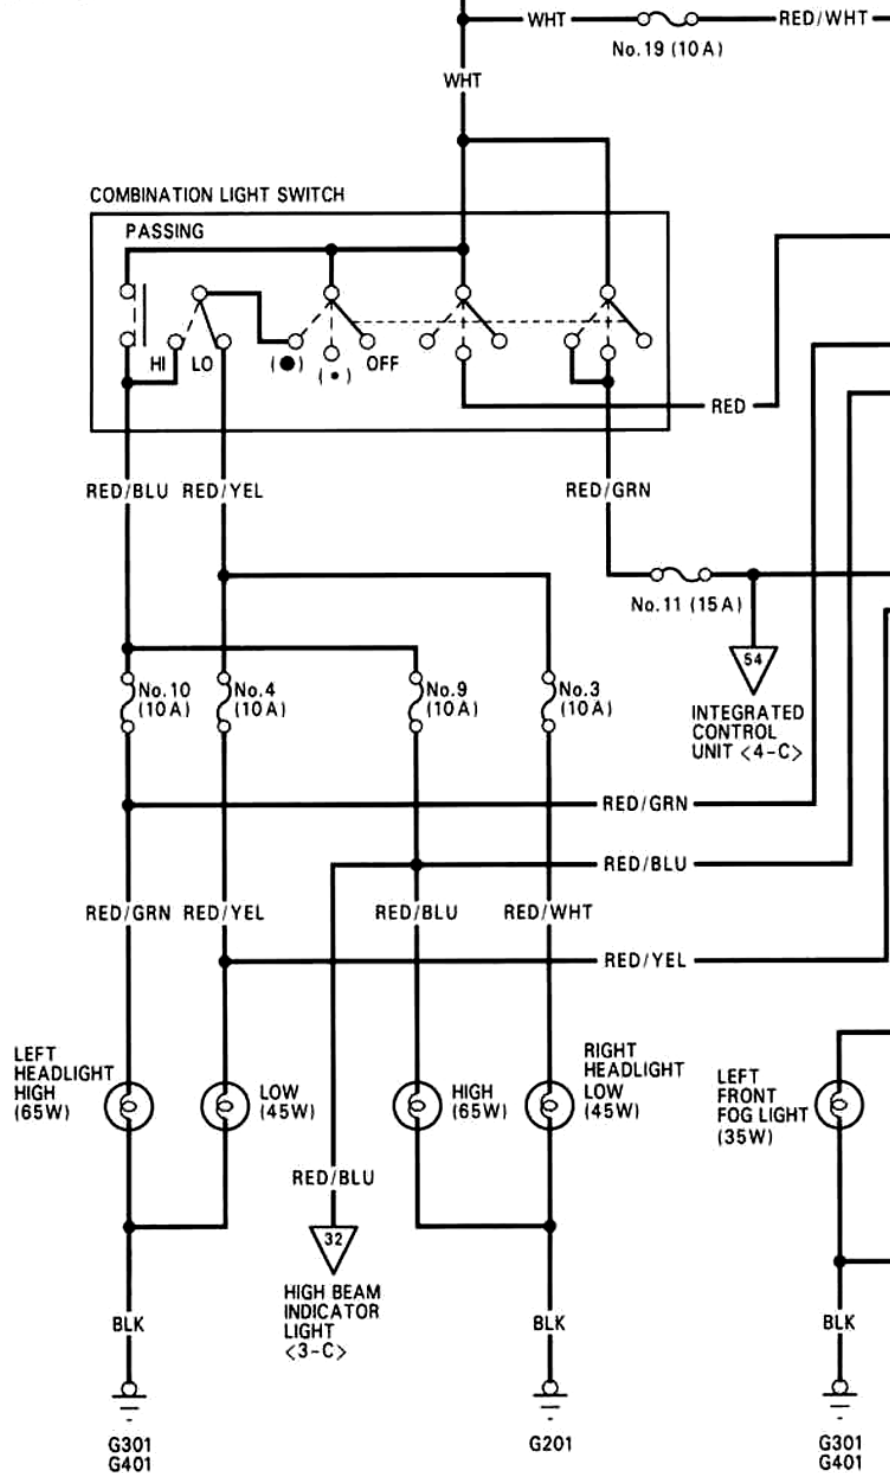 WHT
RED/WHT
No.19 (10A)
WHT
COMBINATION LIGHT SWITCH
PASSING
HI
LO
(●)
(•)
OFF
RED
RED/BLU
RED/YEL
RED/GRN
No.11 (15A)
54
INTEGRATED
CONTROL
UNIT <4-C>
No.10
(10A)
No.4
(10A)
No.9
(10A)
No.3
(10A)
RED/GRN
RED/BLU
RED/GRN
RED/YEL
RED/BLU
RED/WHT
RED/YEL
LEFT
HEADLIGHT
HIGH
(65W)
LOW
(45W)
HIGH
(65W)
RIGHT
HEADLIGHT
LOW
(45W)
LEFT
FRONT
FOG LIGHT
(35W)
RED/BLU
32
HIGH BEAM
INDICATOR
LIGHT
<3-C>
BLK
BLK
BLK
G301
G401
G201
G301
G401